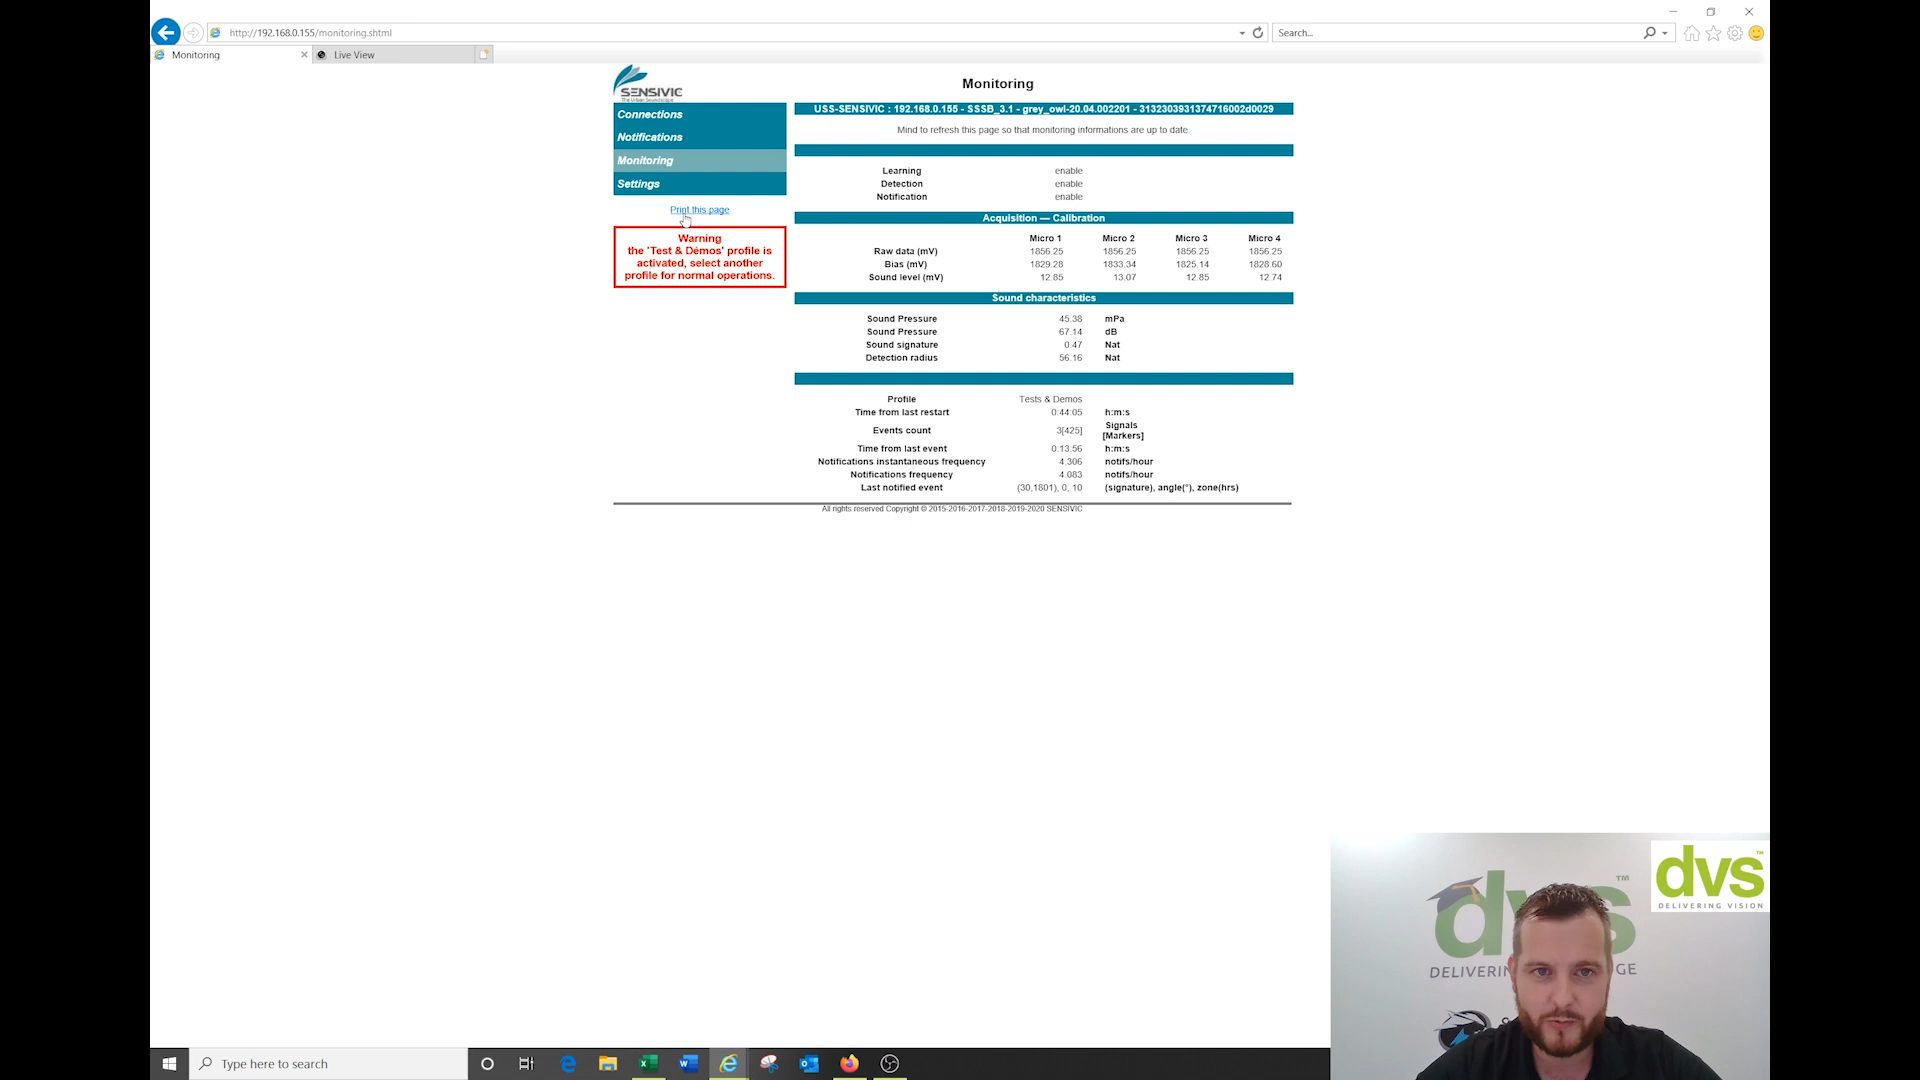 http://192.168.0.155/monitoring.shtml
Search...
Monitoring
Live View
SENSIVIC
Monitoring
USS-SENSIVIC : 192.168.0.155 - SSSB_3.1 - grey_owl-20.04.002201 - 3132303931374716002d0029
Connections
Notifications
Monitoring
Settings
Print this page
Warning
the 'Test & Démos' profile is
activated, select another
profile for normal operations.
Mind to refresh this page so that monitoring informations are up to date.
Learning enable
Detection enable
Notification enable
Acquisition — Calibration
Micro 1 Micro 2 Micro 3 Micro 4
Raw data (mV) 1856.25 1856.25 1856.25 1856.25
Bias (mV) 1829.28 1833.34 1825.14 1828.60
Sound level (mV) 12.85 13.07 12.85 12.74
Sound characteristics
Sound Pressure 45.38 mPa
Sound Pressure 67.14 dB
Sound signature 0.47 Nat
Detection radius 56.16 Nat
Profile Tests & Demos
Time from last restart 0:44:05 h:m:s
Events count 3[425] Signals
[Markers]
Time from last event 0:13:56 h:m:s
Notifications instantaneous frequency 4.306 notifs/hour
Notifications frequency 4.083 notifs/hour
Last notified event (30,1801), 0, 10 (signature), angle(°), zone(hrs)
All rights reserved Copyright © 2015-2016-2017-2018-2019-2020 SENSIVIC
dvs™
DELIVERING VISION
Type here to search